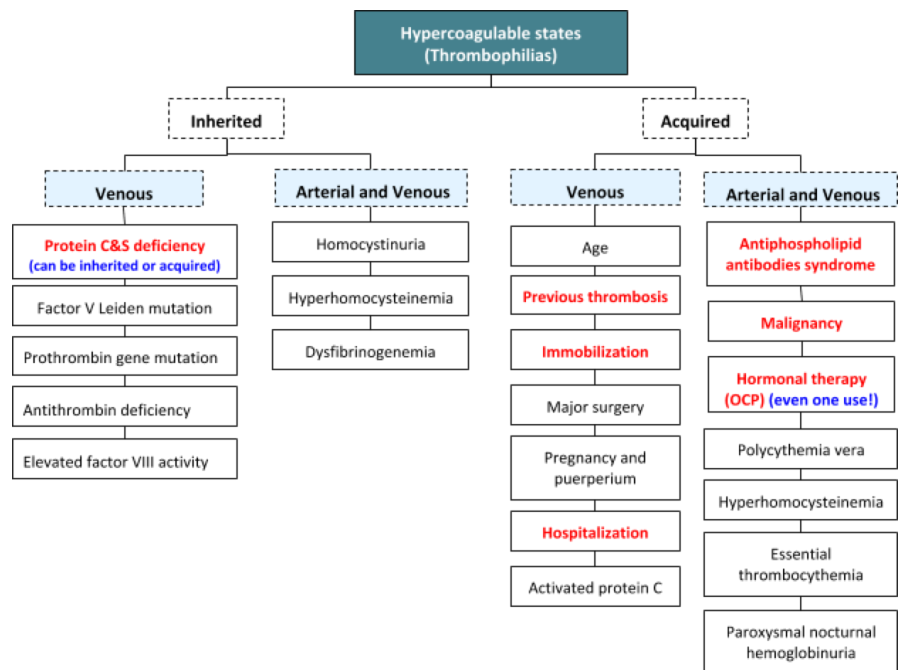 Hypercoagulable states
(Thrombophilias)
Inherited
Acquired
Venous
Arterial and Venous
Venous
Arterial and Venous
Protein C&S deficiency
(can be inherited or acquired)
Factor V Leiden mutation
Prothrombin gene mutation
Antithrombin deficiency
Elevated factor VIII activity
Homocystinuria
Hyperhomocysteinemia
Dysfibrinogenemia
Age
Previous thrombosis
Immobilization
Major surgery
Pregnancy and
puerperium
Hospitalization
Activated protein C
Antiphospholipid
antibodies syndrome
Malignancy
Hormonal therapy
(OCP) (even one use!)
Polycythemia vera
Hyperhomocysteinemia
Essential
thrombocythemia
Paroxysmal nocturnal
hemoglobinuria